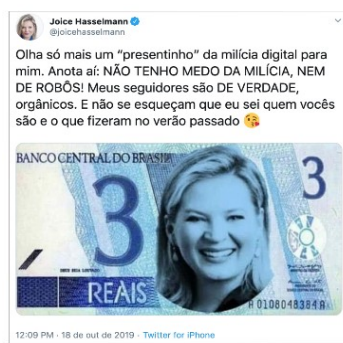 Joice Hasselmann
@joicehasselmann
Olha só mais um “presentinho” da milícia digital para
mim. Anota aí: NÃO TENHO MEDO DA MILÍCIA, NEM
DE ROBÔS! Meus seguidores são DE VERDADE,
orgânicos. E não se esqueçam que eu sei quem vocês
são e o que fizeram no verão passado 😘
BANCO CENTRAL DO BRASIL
3
3
REAIS
A0108048384A
12:09 PM · 18 de out de 2019 · Twitter for iPhone